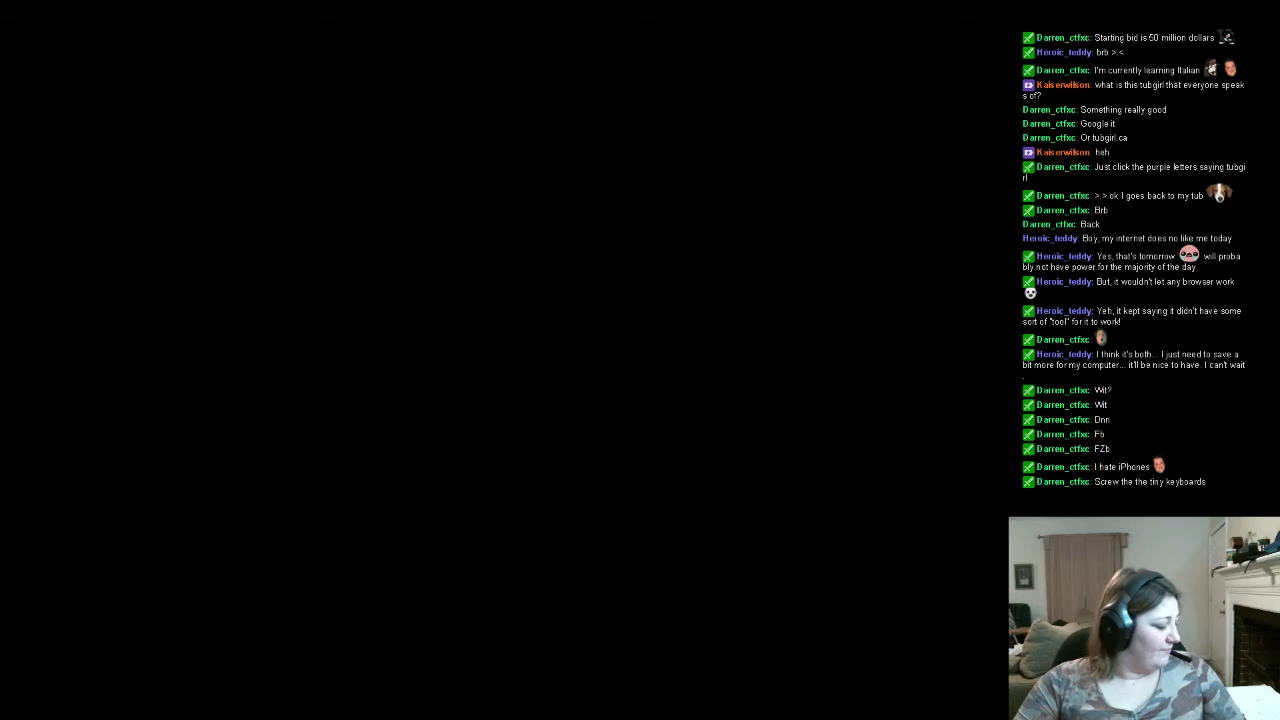 Darren_ctfxc: Starting bid is 50 million dollars
Heroic_teddy: brb >.<
Darren_ctfxc: I'm currently learning Italian
Kaiserwilson: what is this tubgirl that everyone speak
s of?
Darren_ctfxc: Something really good
Darren_ctfxc: Google it
Darren_ctfxc: Or tubgirl.ca
Kaiserwilson: heh
Darren_ctfxc: Just click the purple letters saying tubgi
rl
Darren_ctfxc: >.> ok I goes back to my tub
Darren_ctfxc: Brb
Darren_ctfxc: Back
Heroic_teddy: Boy, my internet does no like me today
Heroic_teddy: Yes, that's tomorrow will proba
bly not have power for the majority of the day
Heroic_teddy: But, it wouldn't let any browser work
Heroic_teddy: Yeh, it kept saying it didn't have some
sort of "tool" for it to work!
Darren_ctfxc:
Heroic_teddy: I think it's both... I just need to save a
bit more for my computer... it'll be nice to have. I can't wait
.
Darren_ctfxc: Wit?
Darren_ctfxc: Wit
Darren_ctfxc: Dnn
Darren_ctfxc: Fb
Darren_ctfxc: FZb
Darren_ctfxc: I hate iPhones
Darren_ctfxc: Screw the the tiny keyboards